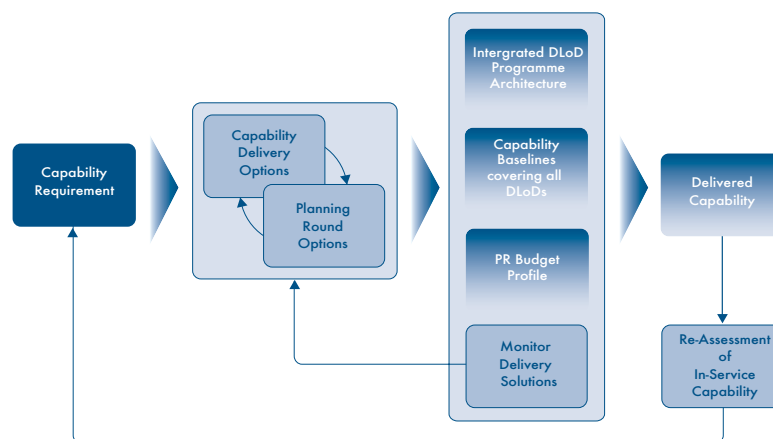 Capability
Requirement
Capability
Delivery
Options
Planning
Round
Options
Intergrated DLoD
Programme
Architecture
Capability
Baselines
covering all
DLoDs
PR Budget
Profile
Monitor
Delivery
Solutions
Delivered
Capability
Re-Assessment
of
In-Service
Capability